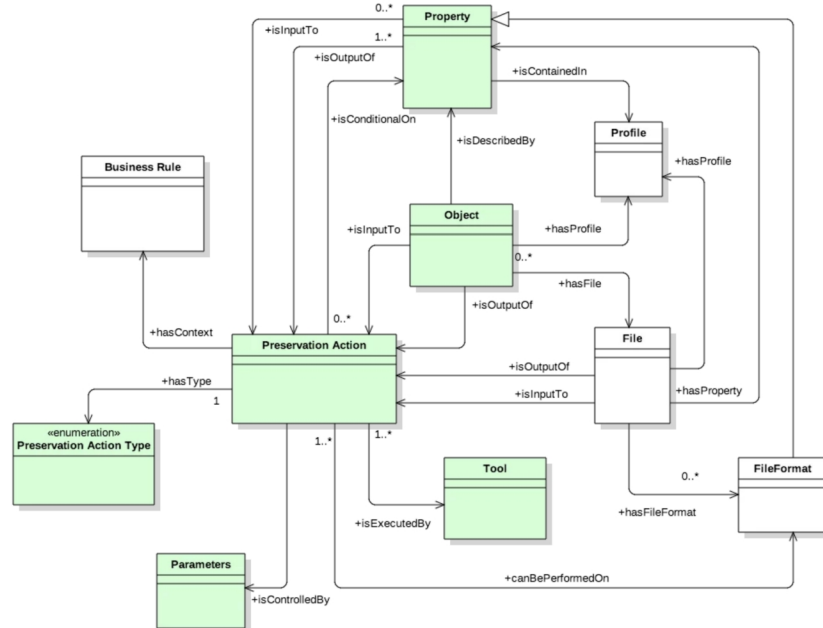 0..*
Property
+isInputTo
1..*
+isOutputOf
+isContainedIn
+isConditionalOn
Profile
+isDescribedBy
+hasProfile
Business Rule
Object
+isInputTo
+hasProfile
0..*
+hasFile
+isOutputOf
0..*
+hasContext
File
Preservation Action
+isOutputOf
+hasType
+isInputTo
+hasProperty
1
«enumeration»
Preservation Action Type
1..*
1..*
Tool
0..*
FileFormat
+isExecutedBy
+hasFileFormat
Parameters
+canBePerformedOn
+isControlledBy